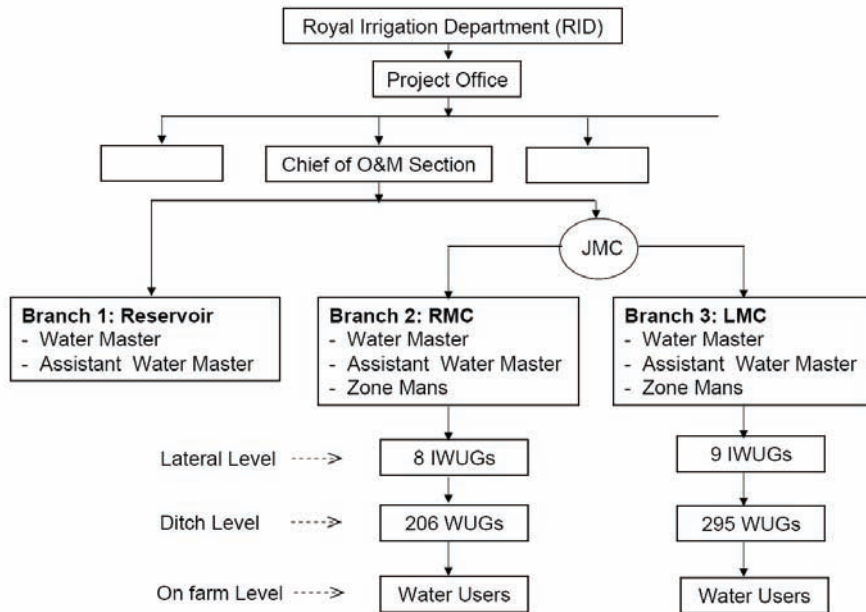 Royal Irrigation Department (RID)
Project Office
Chief of O&M Section
JMC
Branch 1: Reservoir
- Water Master
- Assistant Water Master
Branch 2: RMC
- Water Master
- Assistant Water Master
- Zone Mans
Branch 3: LMC
- Water Master
- Assistant Water Master
- Zone Mans
Lateral Level
8 IWUGs
9 IWUGs
Ditch Level
206 WUGs
295 WUGs
On farm Level
Water Users
Water Users